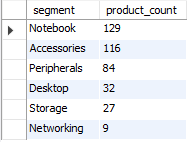 segment product_count
Notebook 129
Accessories 116
Peripherals 84
Desktop 32
Storage 27
Networking 9